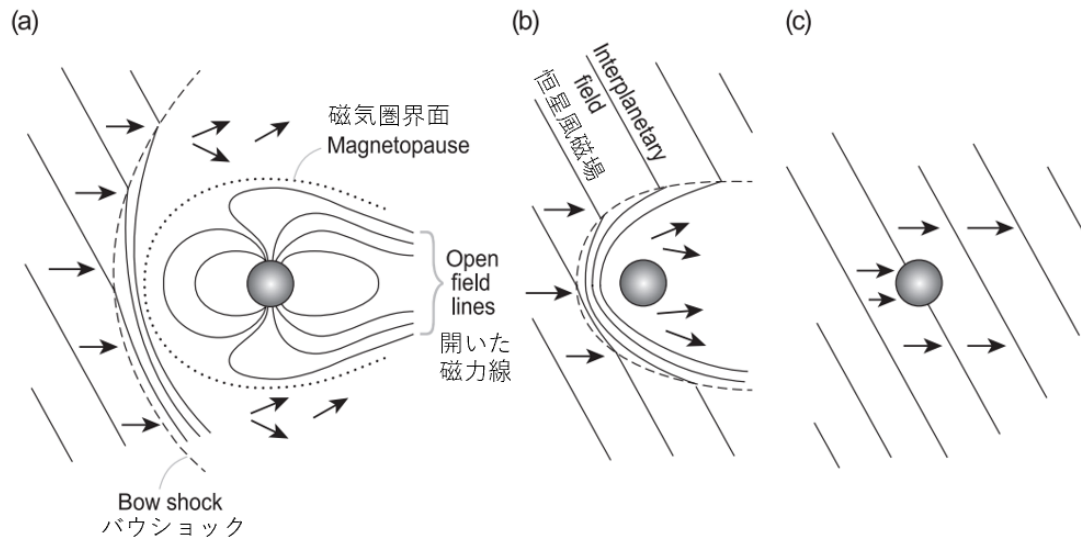 (a)
磁気圏界面
Magnetopause
Open
field
lines
開いた
磁力線
Bow shock
バウショック
(b)
Interplanetary
field
恒星風磁場
(c)